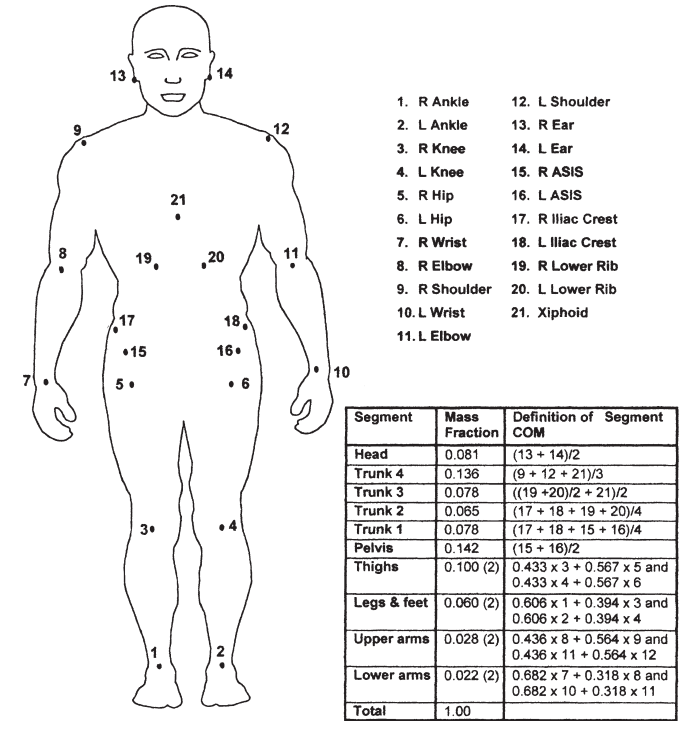 13
14
9
12
21
8
19
20
11
17
18
15
16
7
5
6
10
3
4
1
2
1. R Ankle
2. L Ankle
3. R Knee
4. L Knee
5. R Hip
6. L Hip
7. R Wrist
8. R Elbow
9. R Shoulder
10. L Wrist
11. L Elbow
12. L Shoulder
13. R Ear
14. L Ear
15. R ASIS
16. L ASIS
17. R Iliac Crest
18. L Iliac Crest
19. R Lower Rib
20. L Lower Rib
21. Xiphoid
Segment Mass Definition of Segment
Fraction COM
Head 0.081 (13 + 14)/2
Trunk 4 0.136 (9 + 12 + 21)/3
Trunk 3 0.078 ((19 +20)/2 + 21)/2
Trunk 2 0.065 (17 + 18 + 19 + 20)/4
Trunk 1 0.078 (17 + 18 + 15 + 16)/4
Pelvis 0.142 (15 + 16)/2
Thighs 0.100 (2) 0.433 x 3 + 0.567 x 5 and
0.433 x 4 + 0.567 x 6
Legs & feet 0.060 (2) 0.606 x 1 + 0.394 x 3 and
0.606 x 2 + 0.394 x 4
Upper arms 0.028 (2) 0.436 x 8 + 0.564 x 9 and
0.436 x 11 + 0.564 x 12
Lower arms 0.022 (2) 0.682 x 7 + 0.318 x 8 and
0.682 x 10 + 0.318 x 11
Total 1.00